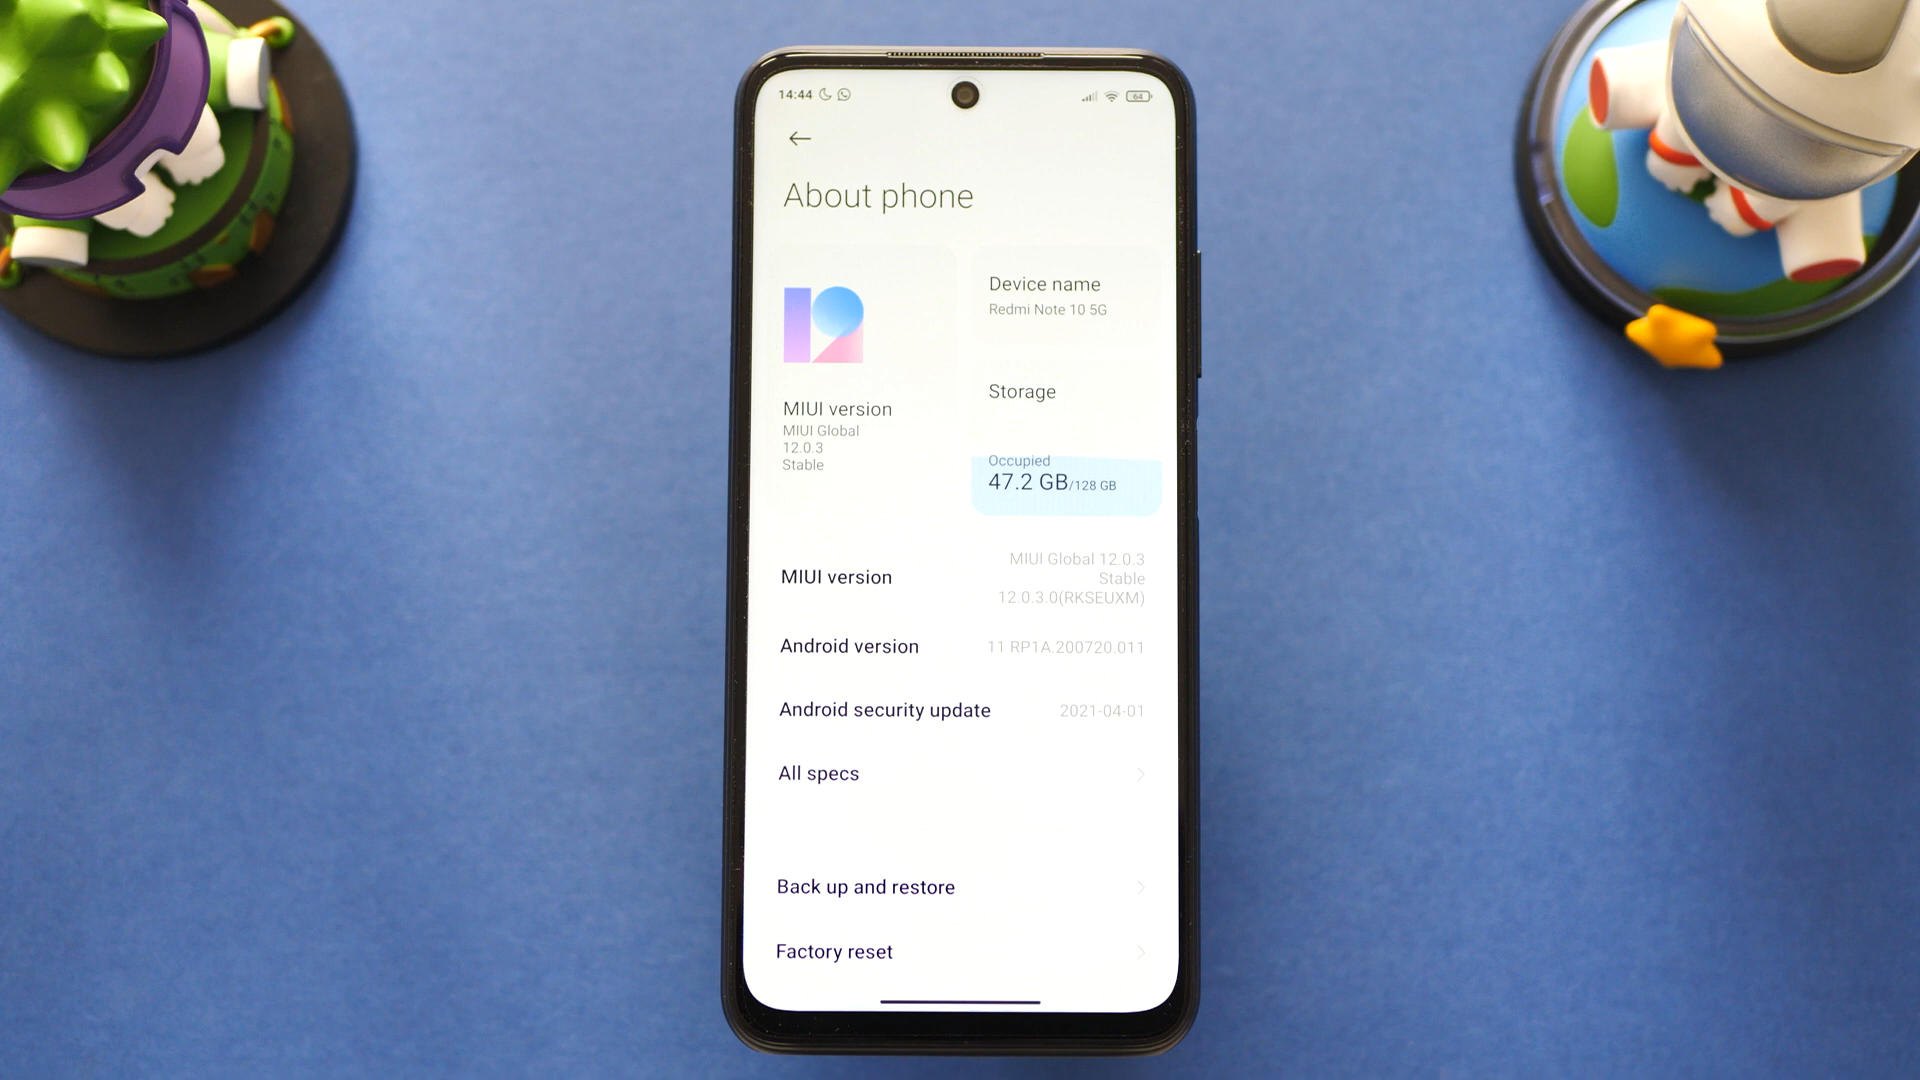 14:44
64
About phone
MIUI version
MIUI Global
12.0.3
Stable
Device name
Redmi Note 10 5G
Storage
Occupied
47.2 GB/128 GB
MIUI version
MIUI Global 12.0.3
Stable
12.0.3.0(RKSEUXM)
Android version 11 RP1A.200720.011
Android security update 2021-04-01
All specs
Back up and restore
Factory reset